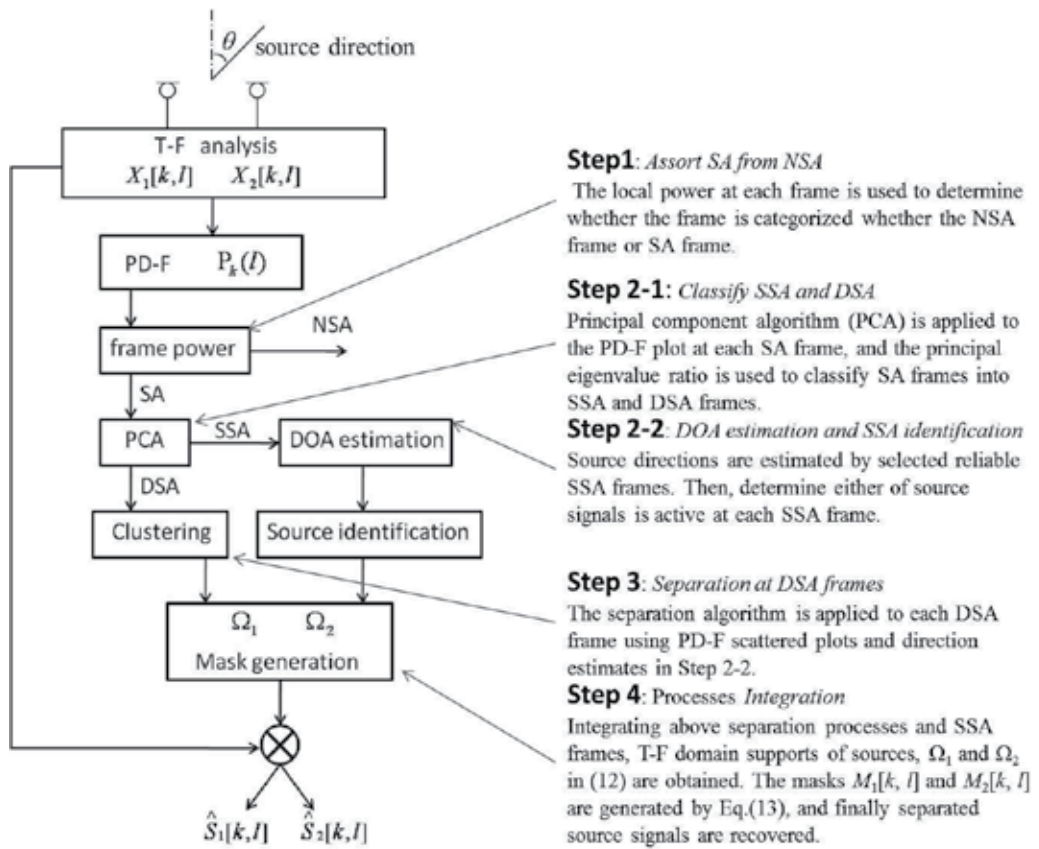 θ source direction
T-F analysis
X₁[k,l] X₂[k,l]
PD-F Pₖ(l)
frame power
NSA
SA
PCA
SSA
DOA estimation
DSA
Clustering
Source identification
Ω₁ Ω₂
Mask generation
Ŝ₁[k,l] Ŝ₂[k,l]
Step1: Assort SA from NSA
The local power at each frame is used to determine
whether the frame is categorized whether the NSA
frame or SA frame.
Step 2-1: Classify SSA and DSA
Principal component algorithm (PCA) is applied to
the PD-F plot at each SA frame, and the principal
eigenvalue ratio is used to classify SA frames into
SSA and DSA frames.
Step 2-2: DOA estimation and SSA identification
Source directions are estimated by selected reliable
SSA frames. Then, determine either of source
signals is active at each SSA frame.
Step 3: Separation at DSA frames
The separation algorithm is applied to each DSA
frame using PD-F scattered plots and direction
estimates in Step 2-2.
Step 4: Processes Integration
Integrating above separation processes and SSA
frames, T-F domain supports of sources, Ω₁ and Ω₂
in (12) are obtained. The masks M₁[k, l] and M₂[k, l]
are generated by Eq.(13), and finally separated
source signals are recovered.